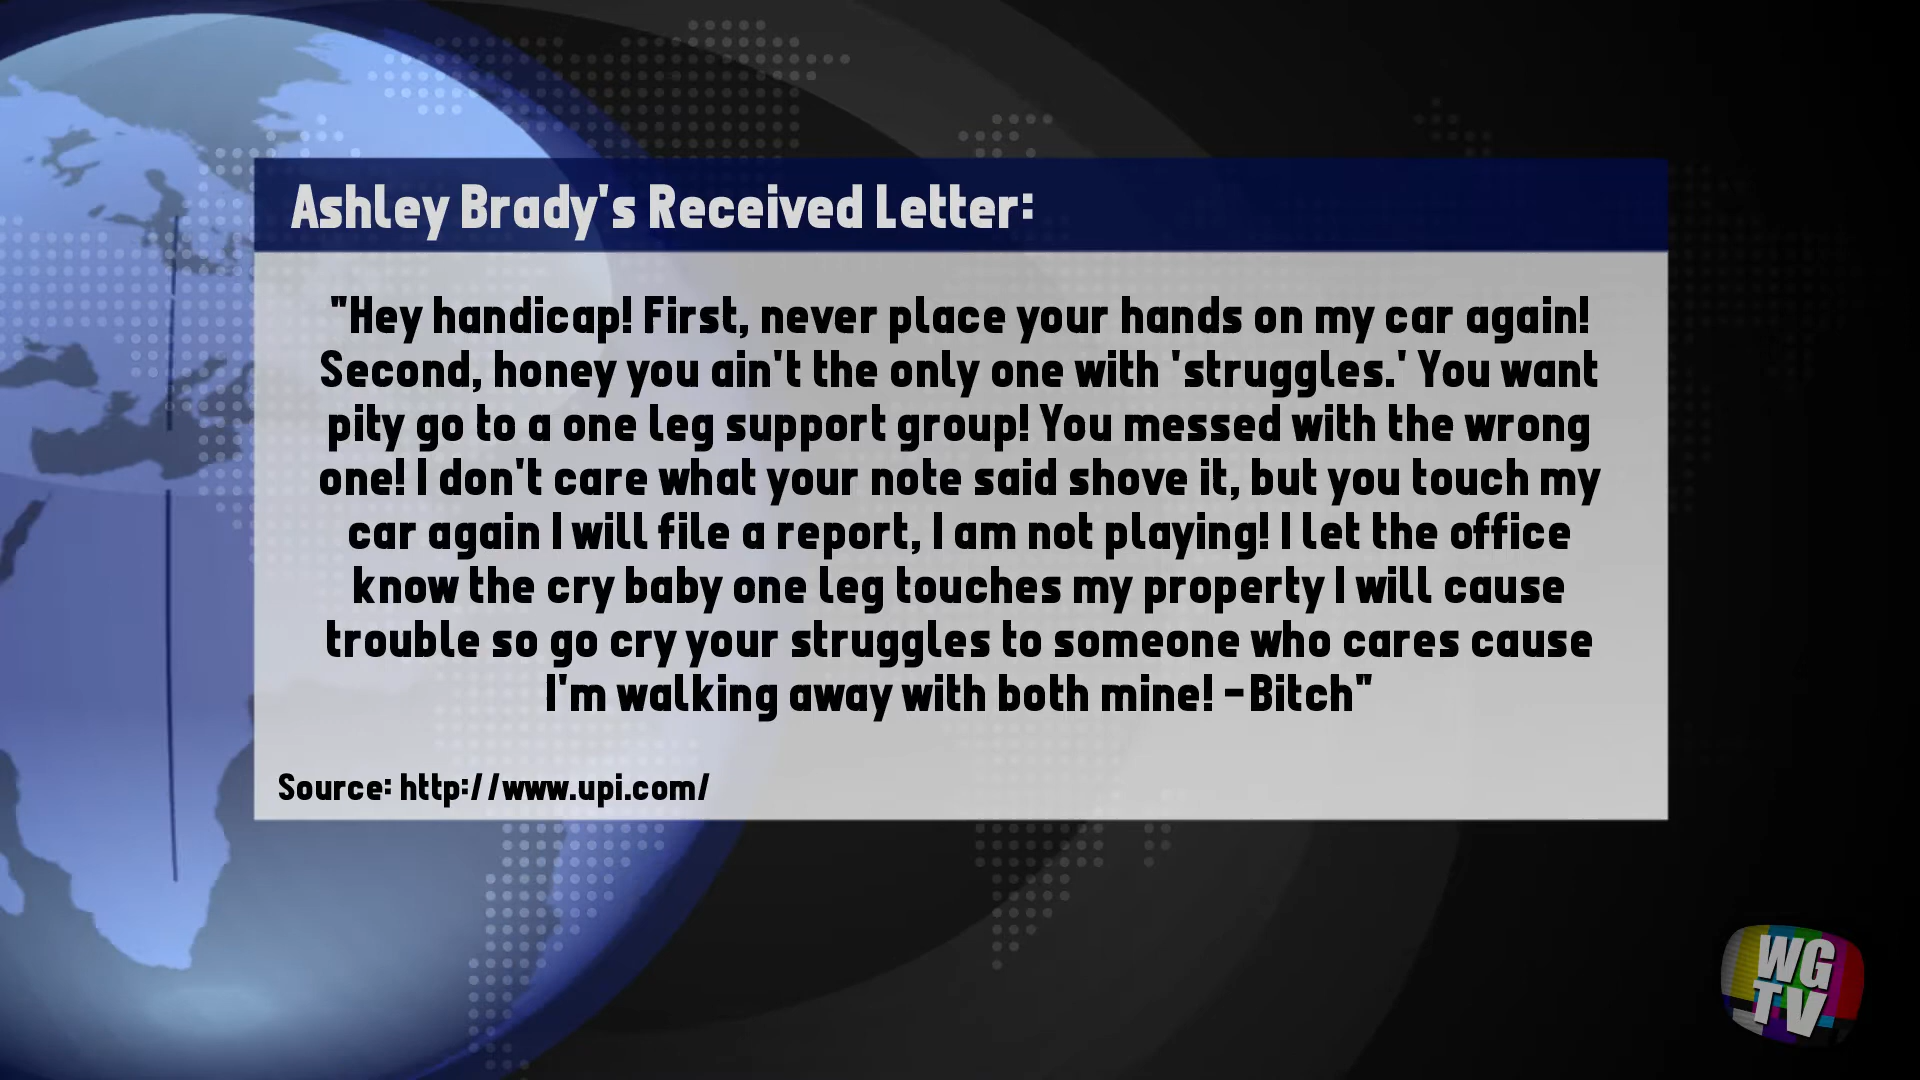 Ashley Brady's Received Letter:
"Hey handicap! First, never place your hands on my car again!
Second, honey you ain't the only one with 'struggles.' You want
pity go to a one leg support group! You messed with the wrong
one! I don't care what your note said shove it, but you touch my
car again I will file a report, I am not playing! I let the office
know the cry baby one leg touches my property I will cause
trouble so go cry your struggles to someone who cares cause
I'm walking away with both mine! -Bitch"
Source: http://www.upi.com/
WG
TV